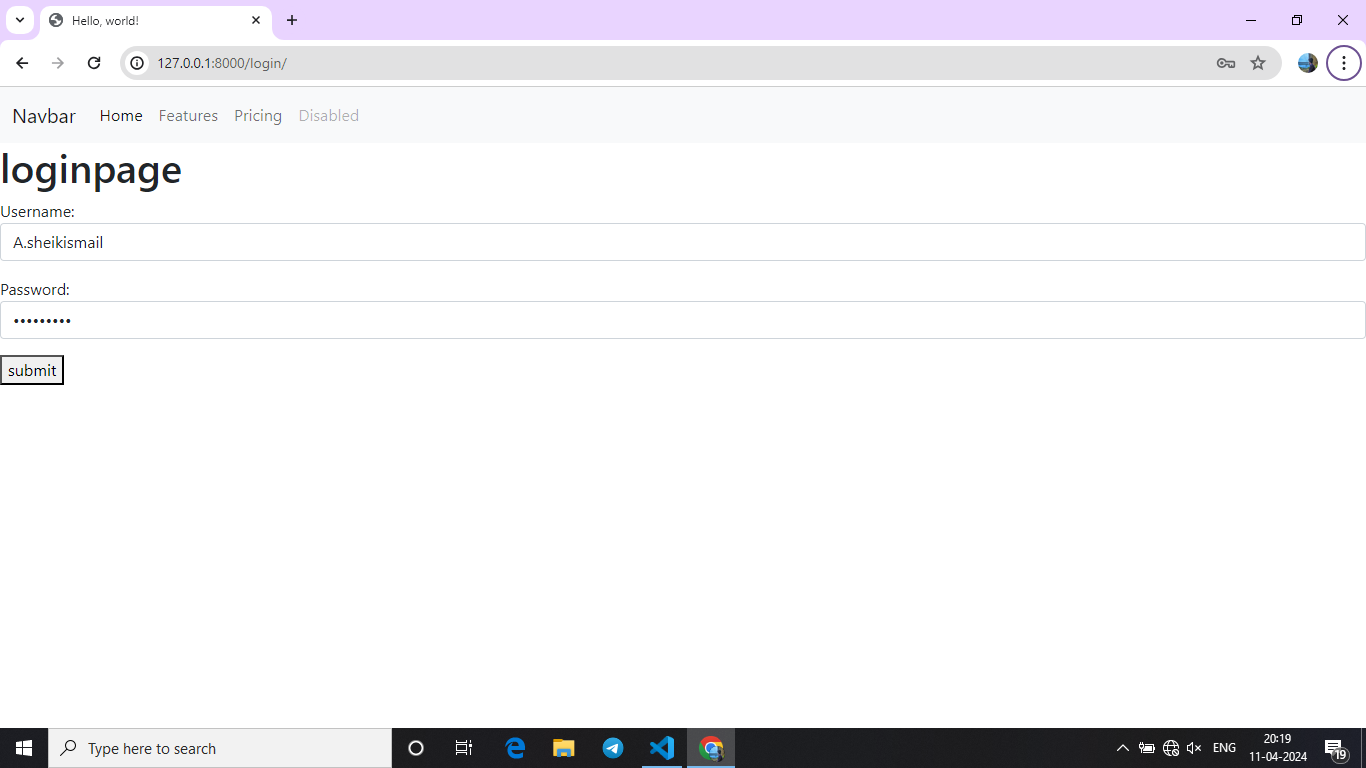 Hello, world!
127.0.0.1:8000/login/
Navbar Home Features Pricing Disabled
loginpage
Username:
A.sheikismail
Password:
•••••••••
submit
Type here to search
ENG
20:19
11-04-2024
19